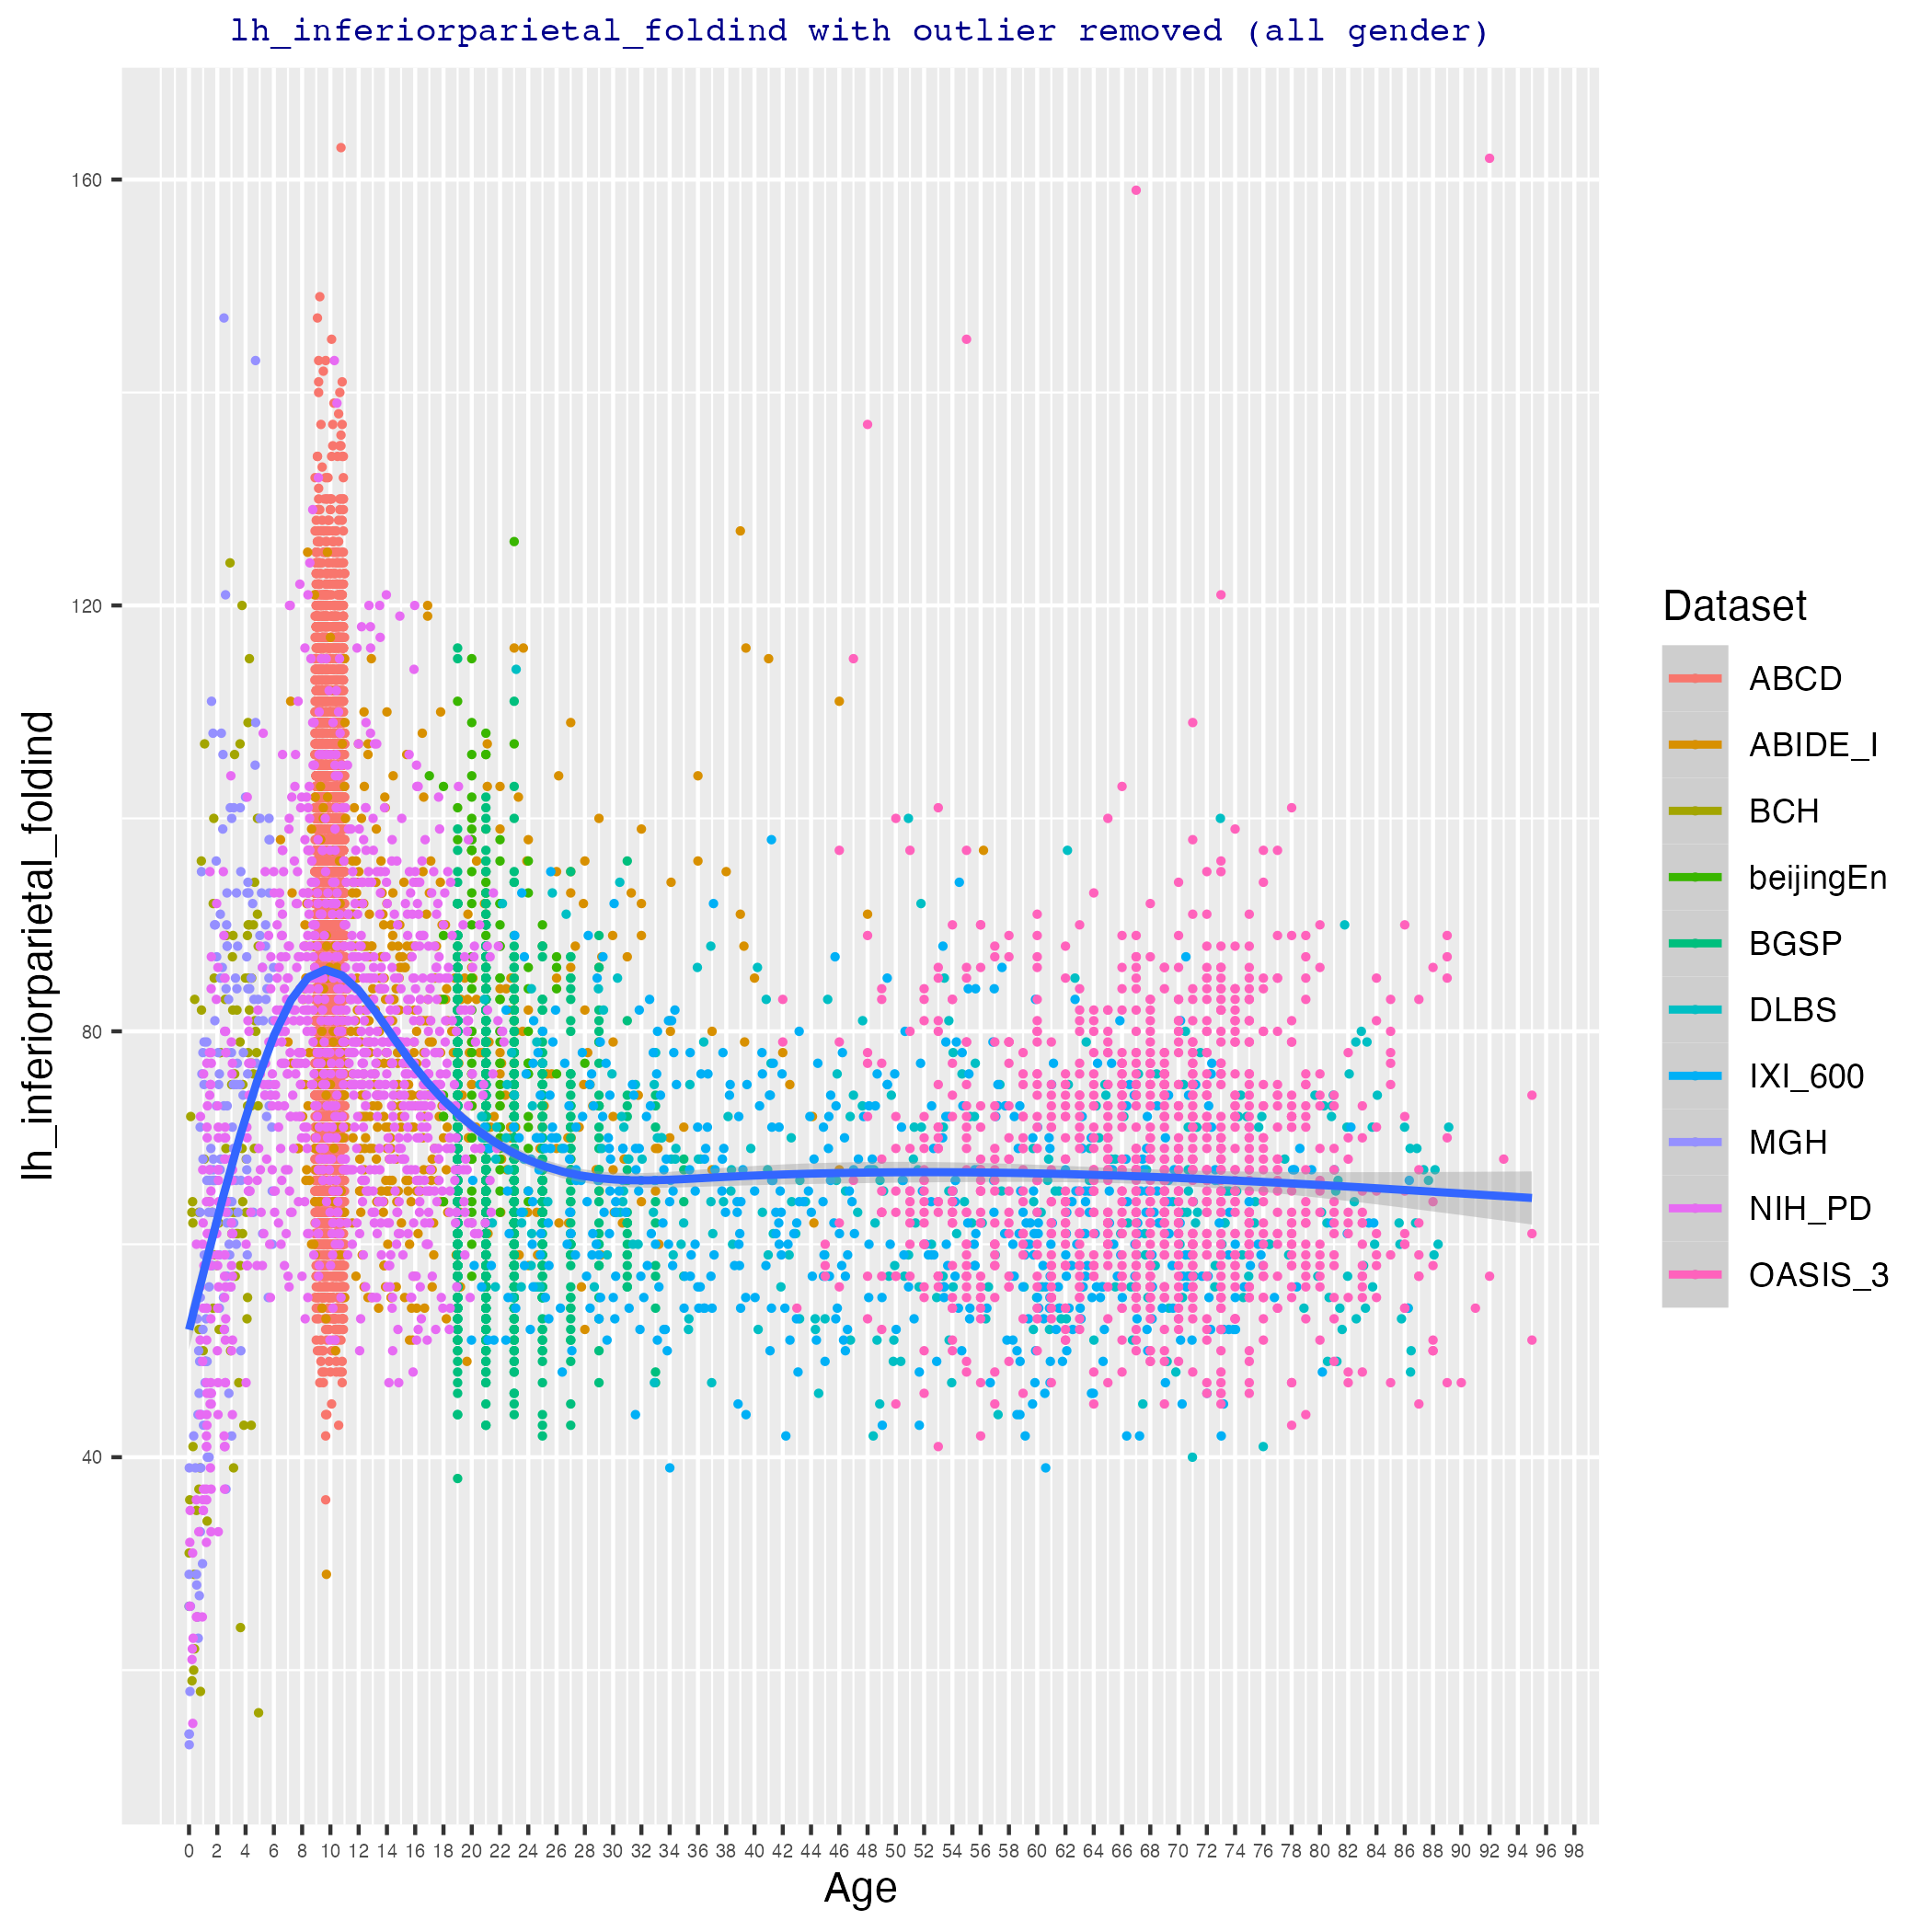 lh_inferiorparietal_foldind with outlier removed (all gender)
lh_inferiorparietal_foldind
160
120
80
40
0 2 4 6 8 10 12 14 16 18 20 22 24 26 28 30 32 34 36 38 40 42 44 46 48 50 52 54 56 58 60 62 64 66 68 70 72 74 76 78 80 82 84 86 88 90 92 94 96 98
Age
Dataset
ABCD
ABIDE_I
BCH
beijingEn
BGSP
DLBS
IXI_600
MGH
NIH_PD
OASIS_3